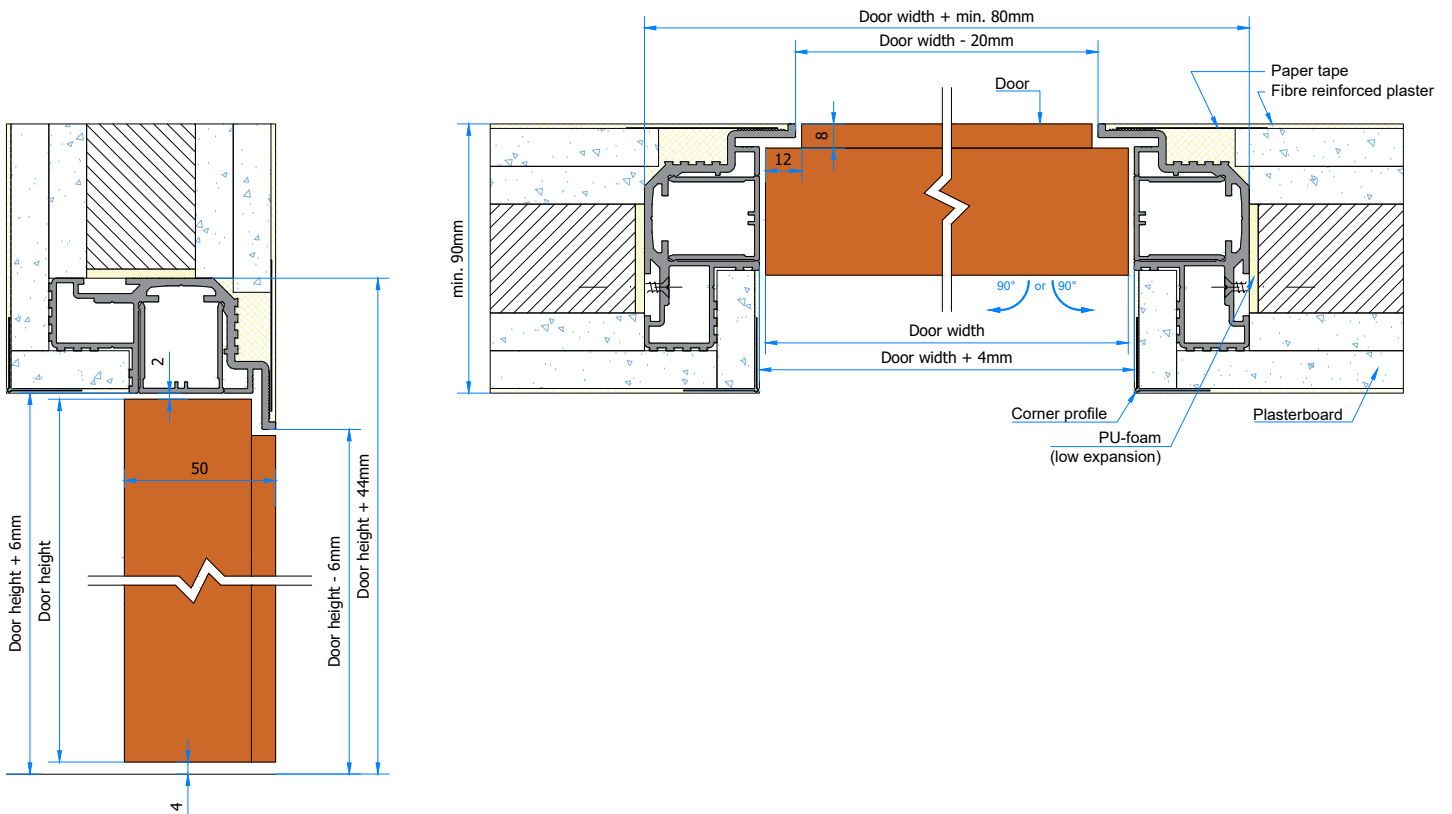 Door width + min. 80mm
Door width - 20mm
Paper tape
Fibre reinforced plaster
Door
8
12
min. 90mm
90° or 90°
Door width
Door width + 4mm
Corner profile
PU-foam
(low expansion)
Plasterboard
2
50
Door height + 6mm
Door height
Door height - 6mm
Door height + 44mm
4